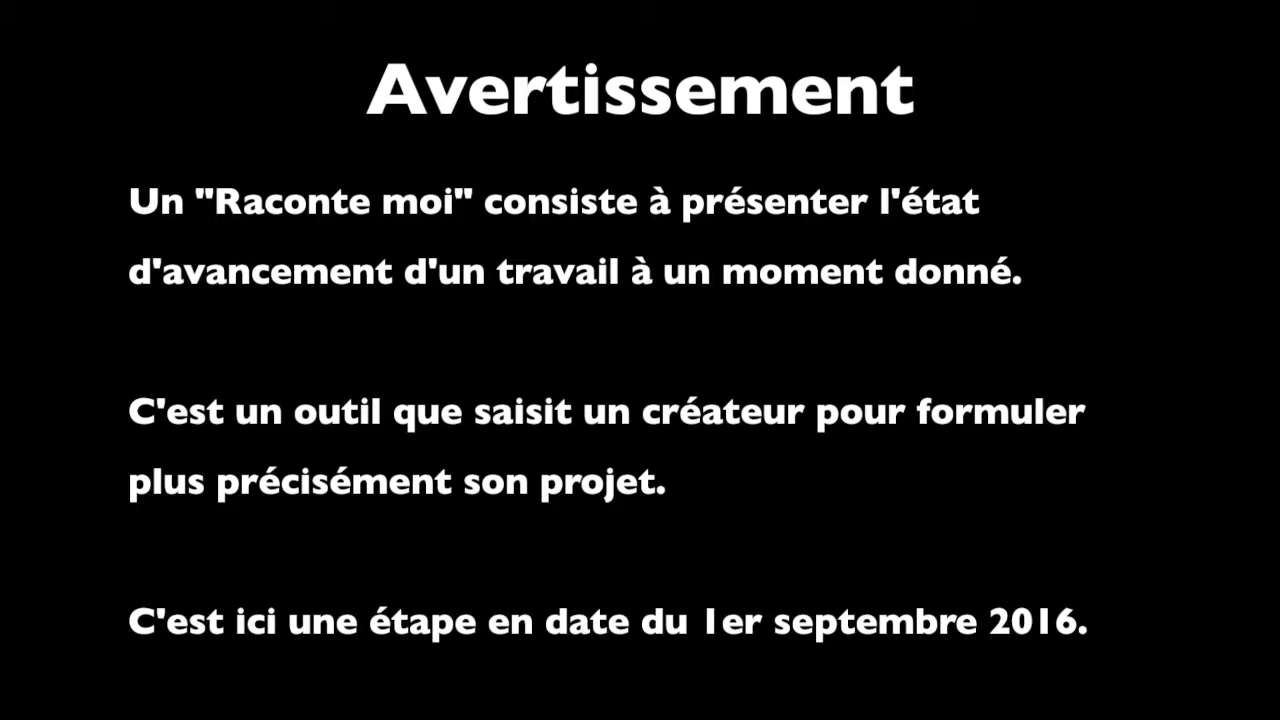 Avertissement
Un "Raconte moi" consiste à présenter l'état
d'avancement d'un travail à un moment donné.
C'est un outil que saisit un créateur pour formuler
plus précisément son projet.
C'est ici une étape en date du 1er septembre 2016.